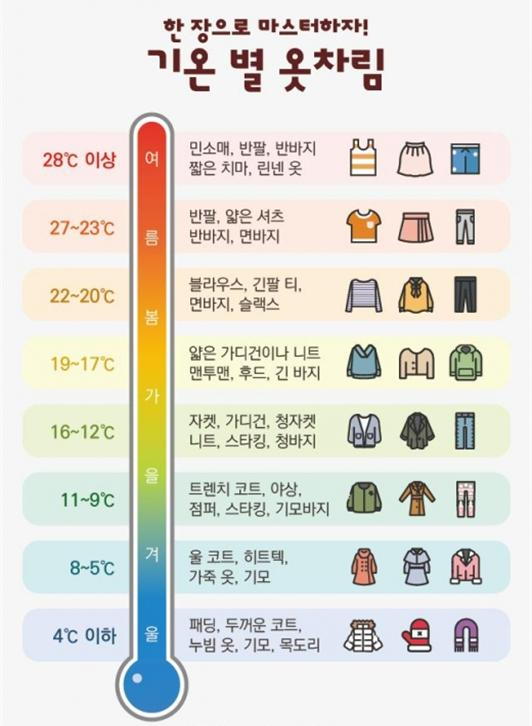 한 장으로 마스터하자!
기온 별 옷차림
28℃ 이상
민소매, 반팔, 반바지
짧은 치마, 린넨 옷
27~23℃
반팔, 얇은 셔츠
반바지, 면바지
22~20℃
블라우스, 긴팔 티,
면바지, 슬랙스
19~17℃
얇은 가디건이나 니트
맨투맨, 후드, 긴 바지
16~12℃
자켓, 가디건, 청자켓
니트, 스타킹, 청바지
11~9℃
트렌치 코트, 야상,
점퍼, 스타킹, 기모바지
8~5℃
울 코트, 히트텍,
가죽 옷, 기모
4℃ 이하
패딩, 두꺼운 코트,
누빔 옷, 기모, 목도리
여
름
봄
가
을
겨
울